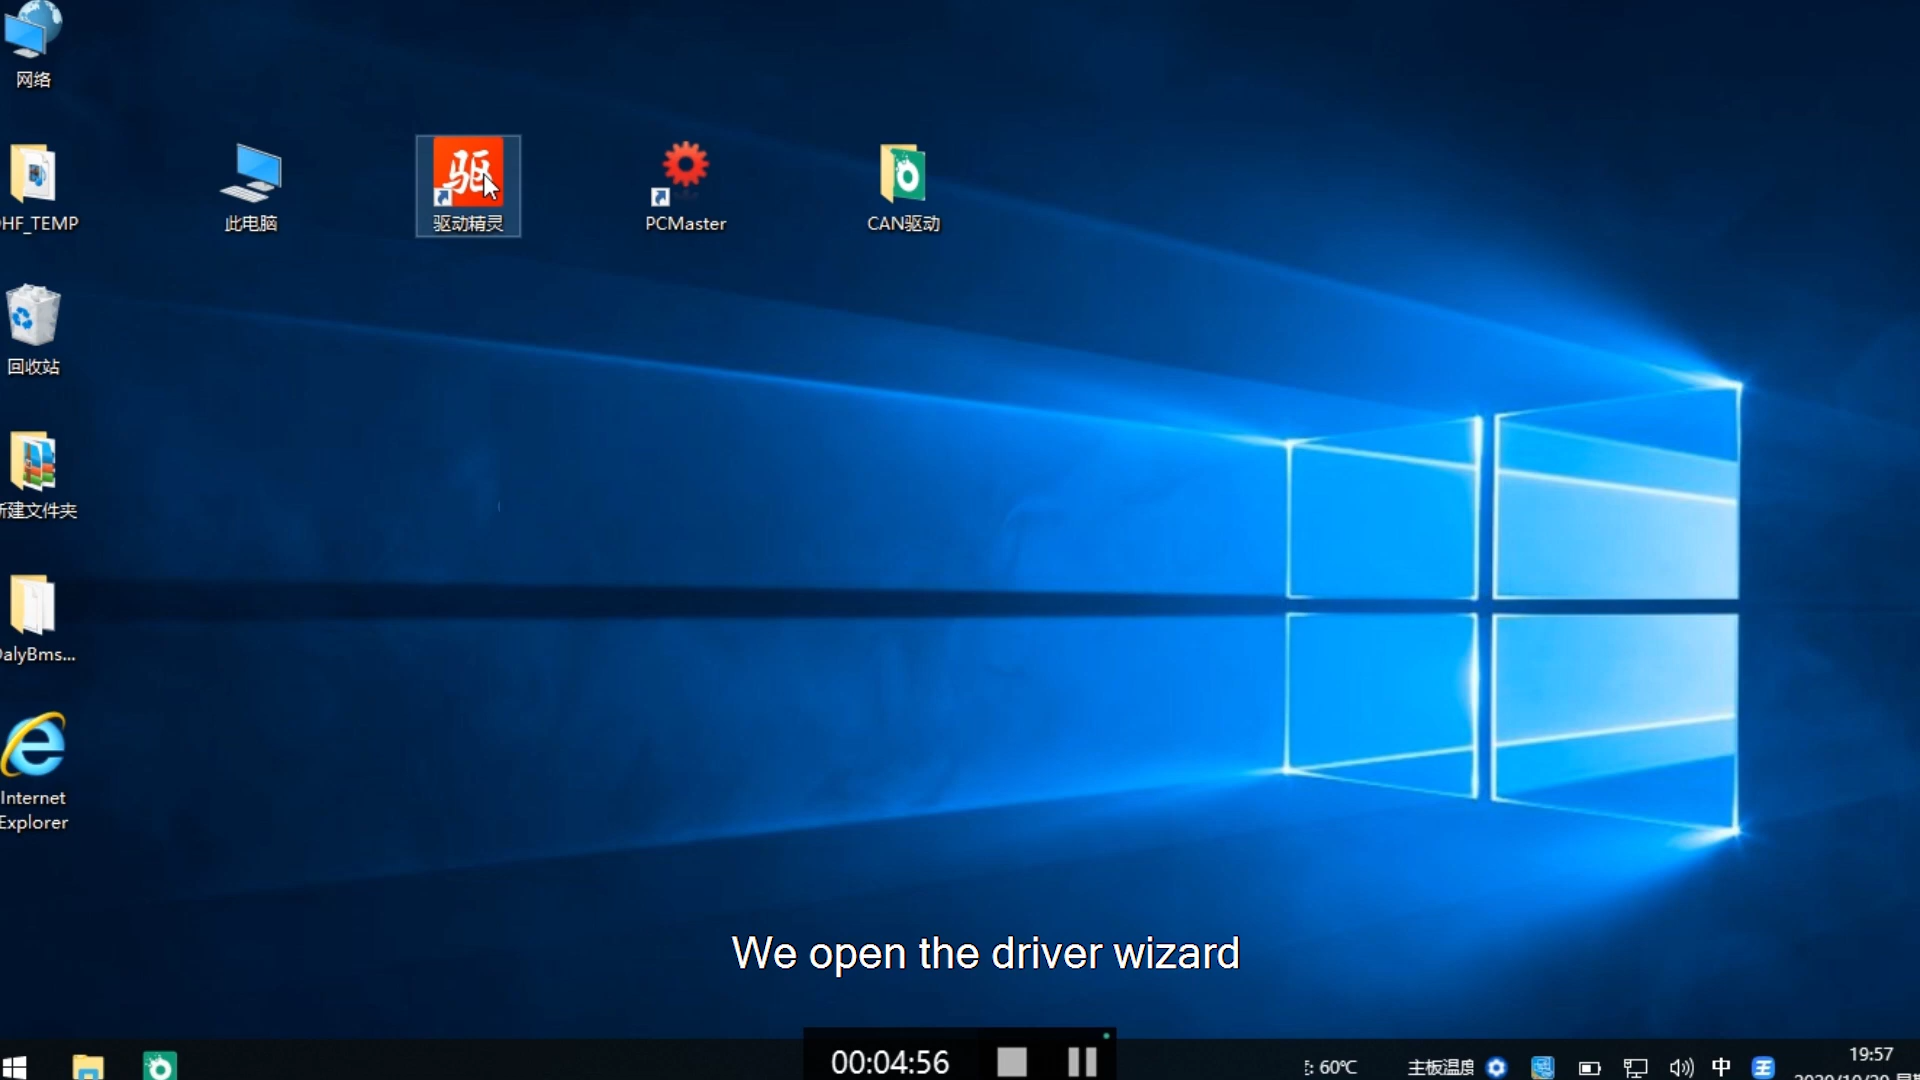 网络
HF_TEMP
此电脑
驱
驱动精灵
PCMaster
CAN驱动
回收站
新建文件夹
DalyBms...
Internet
Explorer
We open the driver wizard
00:04:56
60℃
主板温度
中
19:57